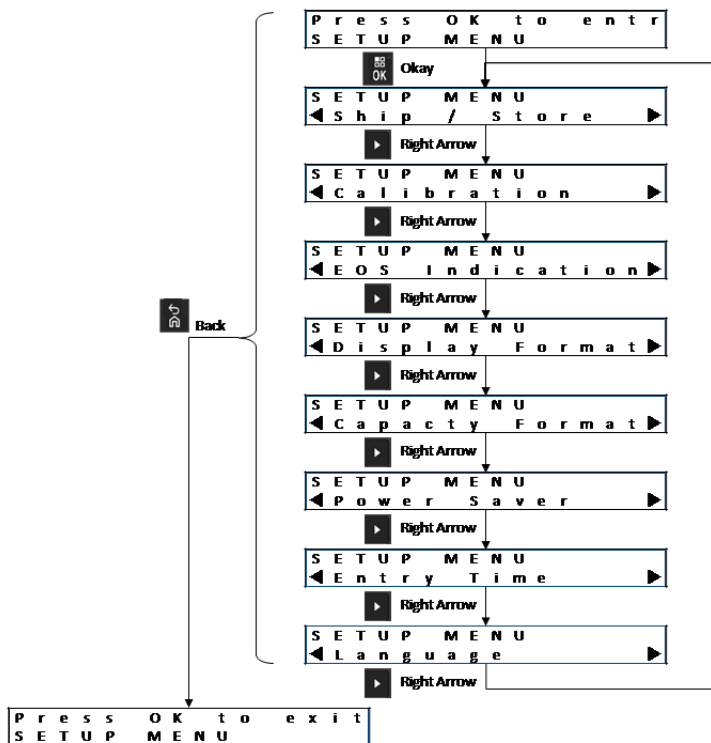 Press OK to entr
SETUP MENU
OK Okay
SETUP MENU
Ship / Store
Right Arrow
SETUP MENU
Calibration
Right Arrow
SETUP MENU
EOS Indication
Right Arrow
Back
SETUP MENU
Display Format
Right Arrow
SETUP MENU
Capacty Format
Right Arrow
SETUP MENU
Power Saver
Right Arrow
SETUP MENU
Entry Time
Right Arrow
SETUP MENU
Language
Right Arrow
Press OK to exit
SETUP MENU